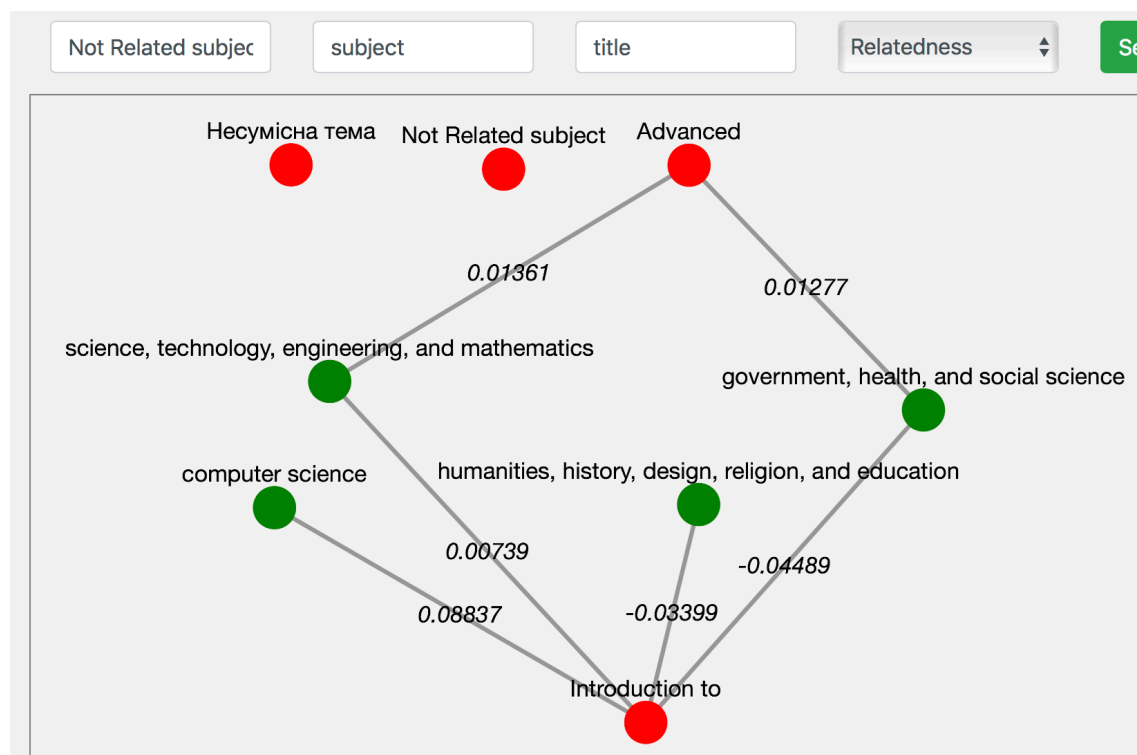 Not Related subjec
subject
title
Relatedness
Se
Несумісна тема
Not Related subject
Advanced
0.01361
0.01277
science, technology, engineering, and mathematics
government, health, and social science
computer science
humanities, history, design, religion, and education
0.00739
-0.04489
0.08837
-0.03399
Introduction to